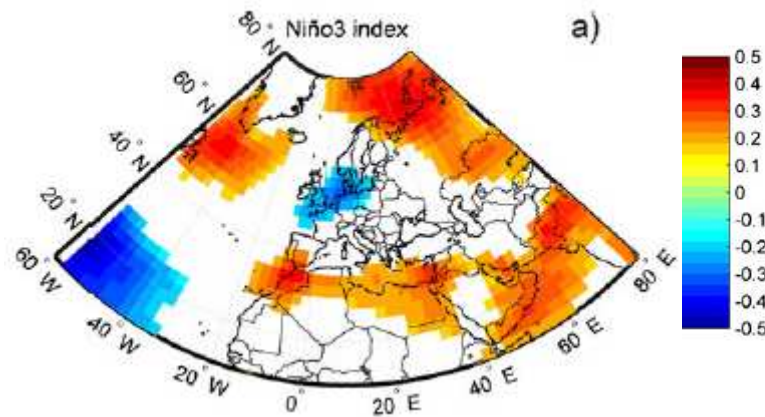 Niño3 index
a)
80° N
60° N
40° N
20° N
60° W
40° W
20° W
0°
20° E
40° E
60° E
80° E
0.5
0.4
0.3
0.2
0.1
0
-0.1
-0.2
-0.3
-0.4
-0.5